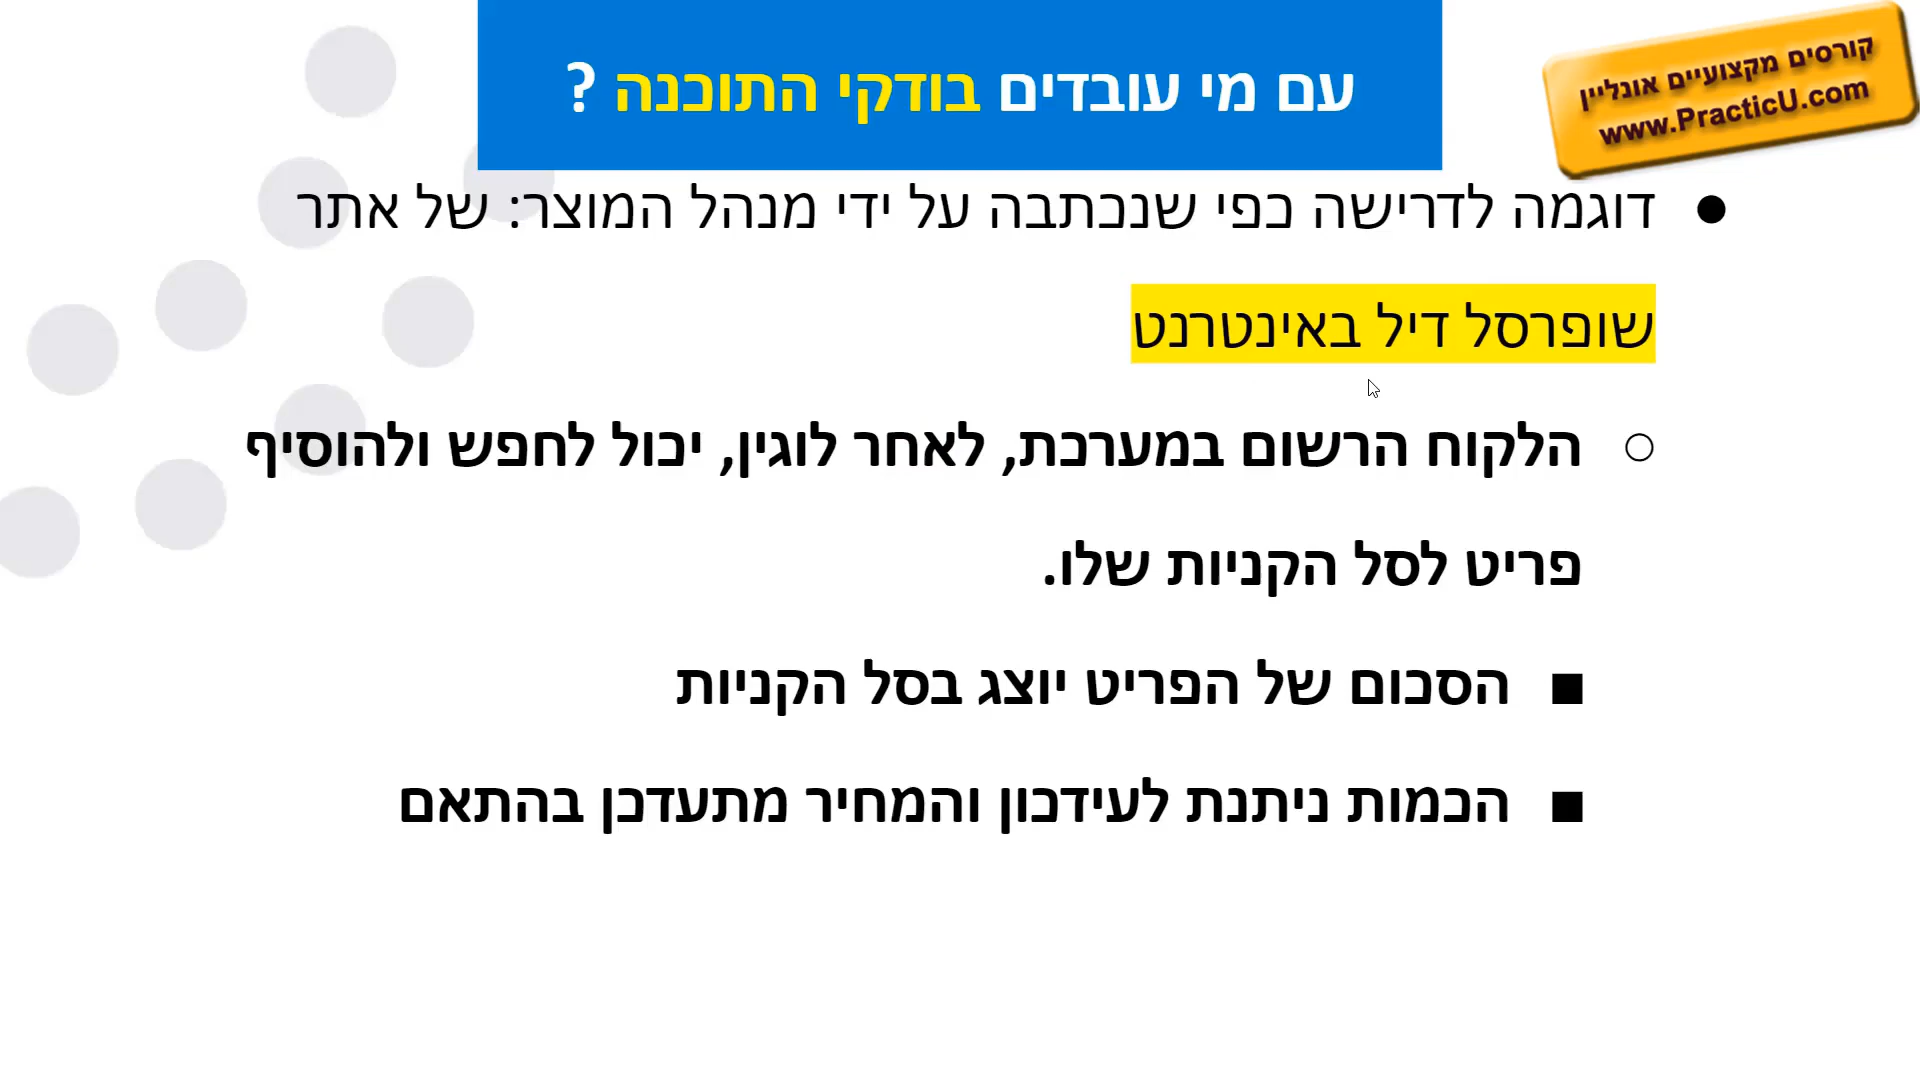 עם מי עובדים בודקי התוכנה ?
קורסים מקצועיים אונליין
www.PracticU.com
● דוגמה לדרישה כפי שנכתבה על ידי מנהל המוצר: של אתר
שופרסל דיל באינטרנט
○ הלקוח הרשום במערכת, לאחר לוגין, יכול לחפש ולהוסיף
פריט לסל הקניות שלו.
■ הסכום של הפריט יוצג בסל הקניות
■ הכמות ניתנת לעידכון והמחיר מתעדכן בהתאם